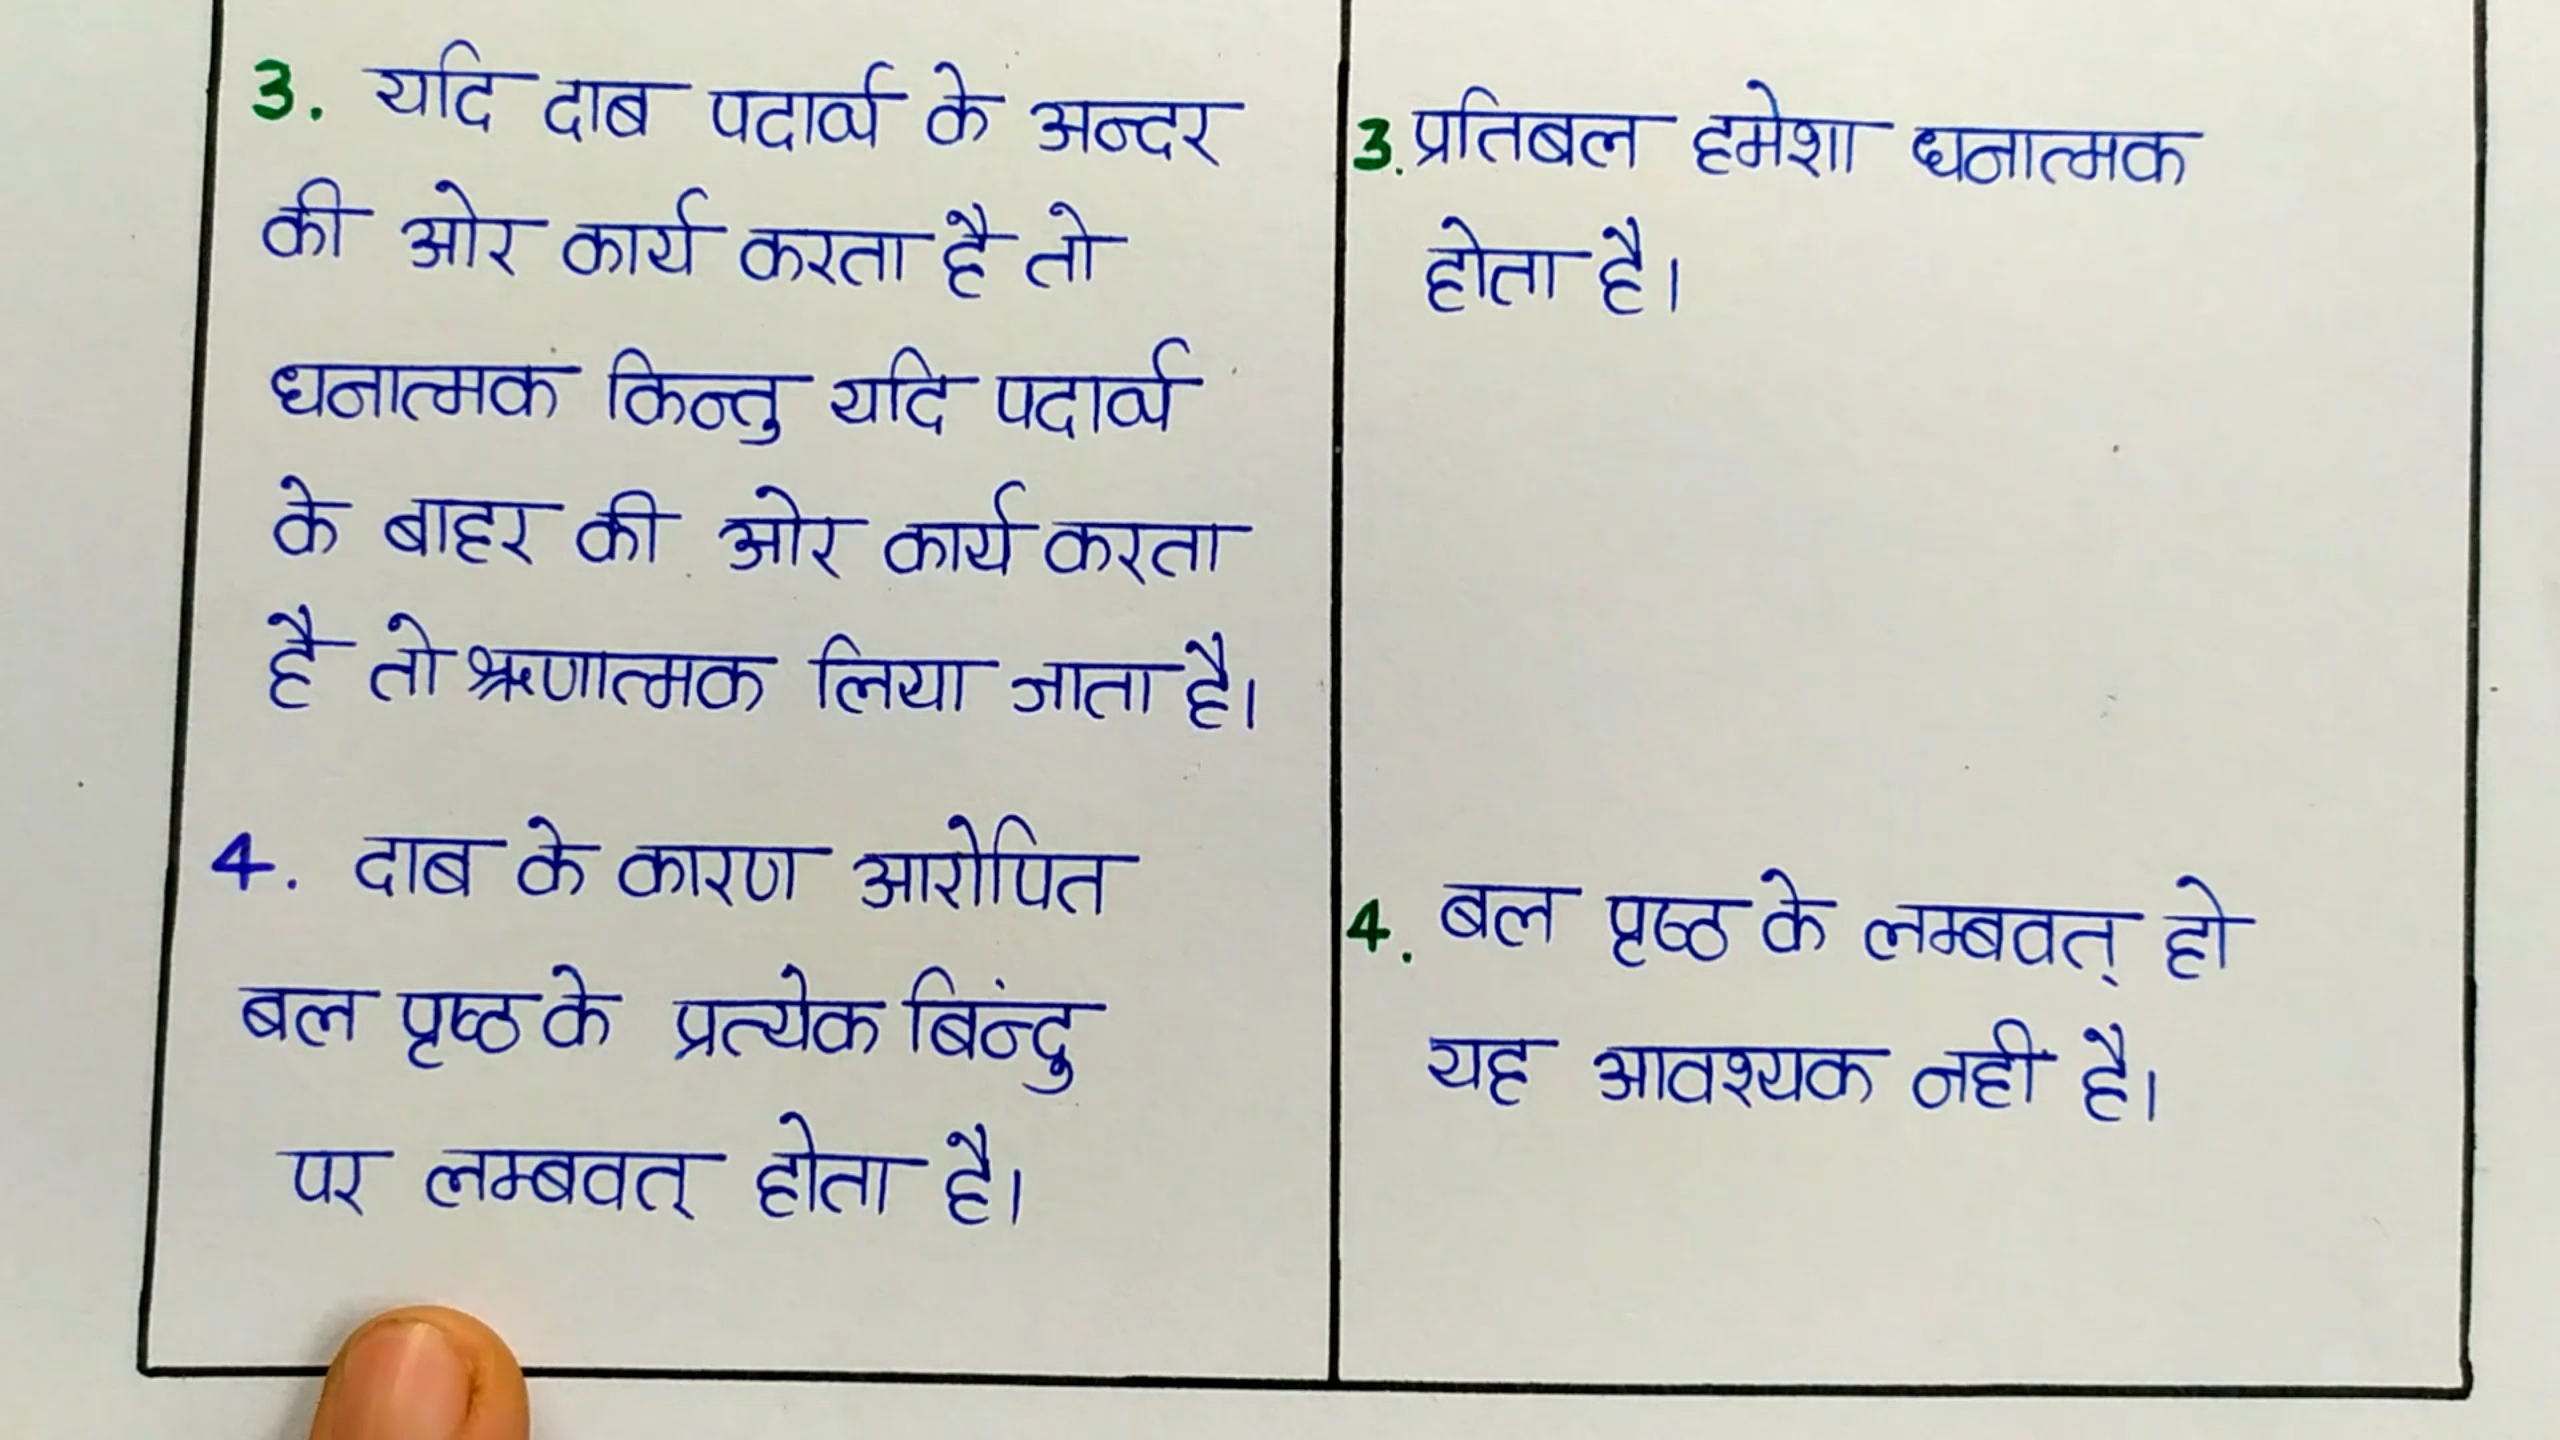 3. यदि दाब पदार्थ के अन्दर
की ओर कार्य करता है तो
धनात्मक किन्तु यदि पदार्थ
के बाहर की ओर कार्य करता
है तो ऋणात्मक लिया जाता है।
4. दाब के कारण आरोपित
बल पृष्ठ के प्रत्येक बिंन्दु
पर लम्बवत् होता है।
3. प्रतिबल हमेशा धनात्मक
होता है।
4. बल पृष्ठ के लम्बवत् हो
यह आवश्यक नही है।